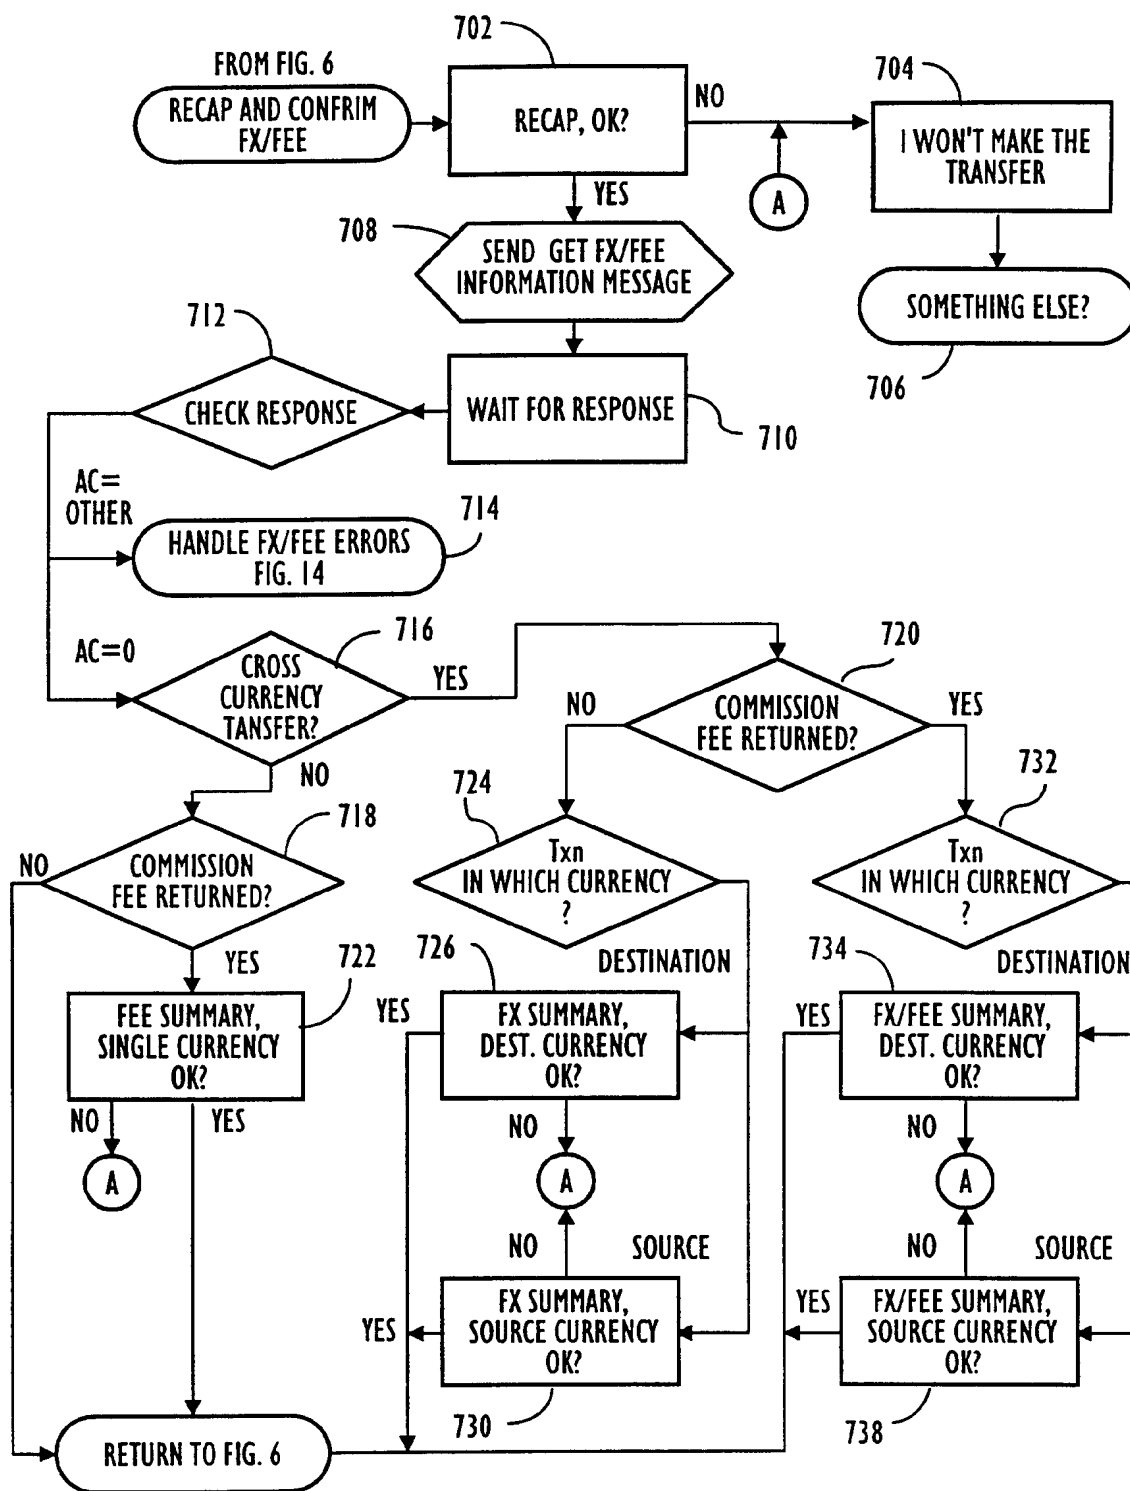 702
FROM FIG. 6
RECAP AND CONFRIM
FX/FEE
RECAP, OK?
NO
704
I WON'T MAKE THE
TRANSFER
A
YES
708
SEND GET FX/FEE
INFORMATION MESSAGE
SOMETHING ELSE?
706
712
CHECK RESPONSE
WAIT FOR RESPONSE
710
AC=
OTHER
714
HANDLE FX/FEE ERRORS
FIG. 14
716
AC=0
CROSS
CURRENCY
TANSFER?
YES
720
NO
COMMISSION
FEE RETURNED?
YES
NO
724
732
718
NO
COMMISSION
FEE RETURNED?
Txn
IN WHICH CURRENCY
?
Txn
IN WHICH CURRENCY
?
YES
722
726
DESTINATION
734
DESTINATION
FEE SUMMARY,
SINGLE CURRENCY
OK?
YES
FX SUMMARY,
DEST. CURRENCY
OK?
YES
FX/FEE SUMMARY,
DEST. CURRENCY
OK?
NO
YES
NO
NO
A
A
A
NO
SOURCE
NO
SOURCE
YES
FX SUMMARY,
SOURCE CURRENCY
OK?
YES
FX/FEE SUMMARY,
SOURCE CURRENCY
OK?
730
738
RETURN TO FIG. 6